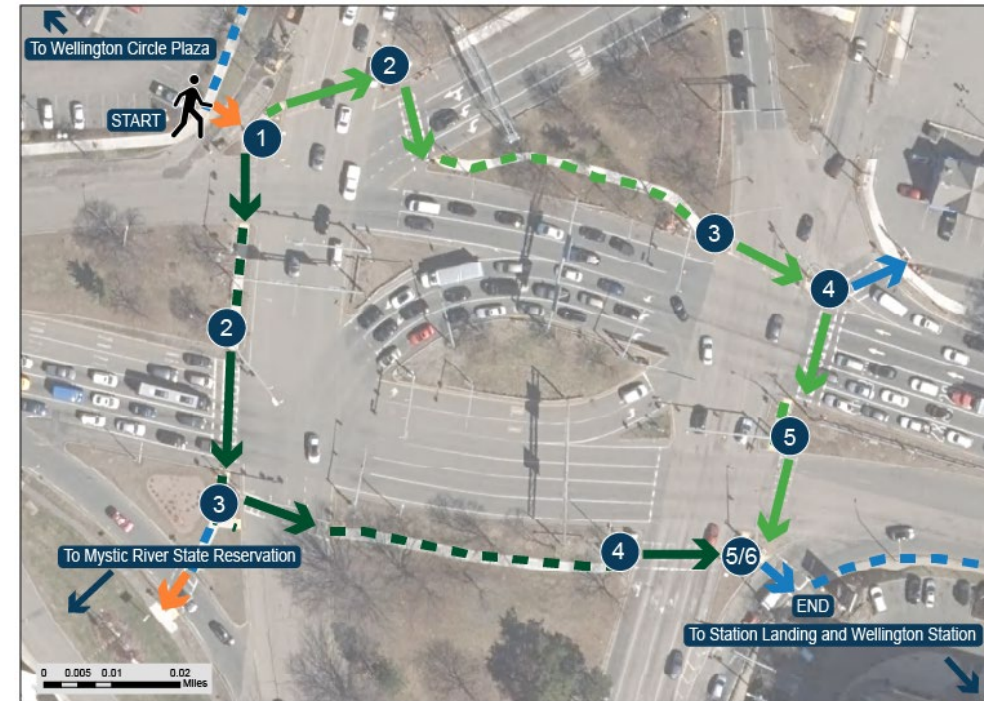 To Wellington Circle Plaza
START
1
2
3
4
5
2
3
4
5/6
To Mystic River State Reservation
END
To Station Landing and Wellington Station
0 0.005 0.01 0.02
Miles